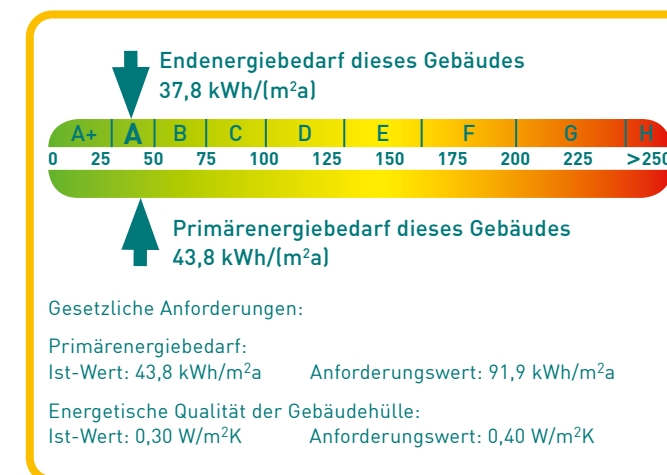 Endenergiebedarf dieses Gebäudes
37,8 kWh/(m²a)
A+ A B C D E F G H
0 25 50 75 100 125 150 175 200 225 >250
Primärenergiebedarf dieses Gebäudes
43,8 kWh/(m²a)
Gesetzliche Anforderungen:
Primärenergiebedarf:
Ist-Wert: 43,8 kWh/m²a Anforderungswert: 91,9 kWh/m²a
Energetische Qualität der Gebäudehülle:
Ist-Wert: 0,30 W/m²K Anforderungswert: 0,40 W/m²K